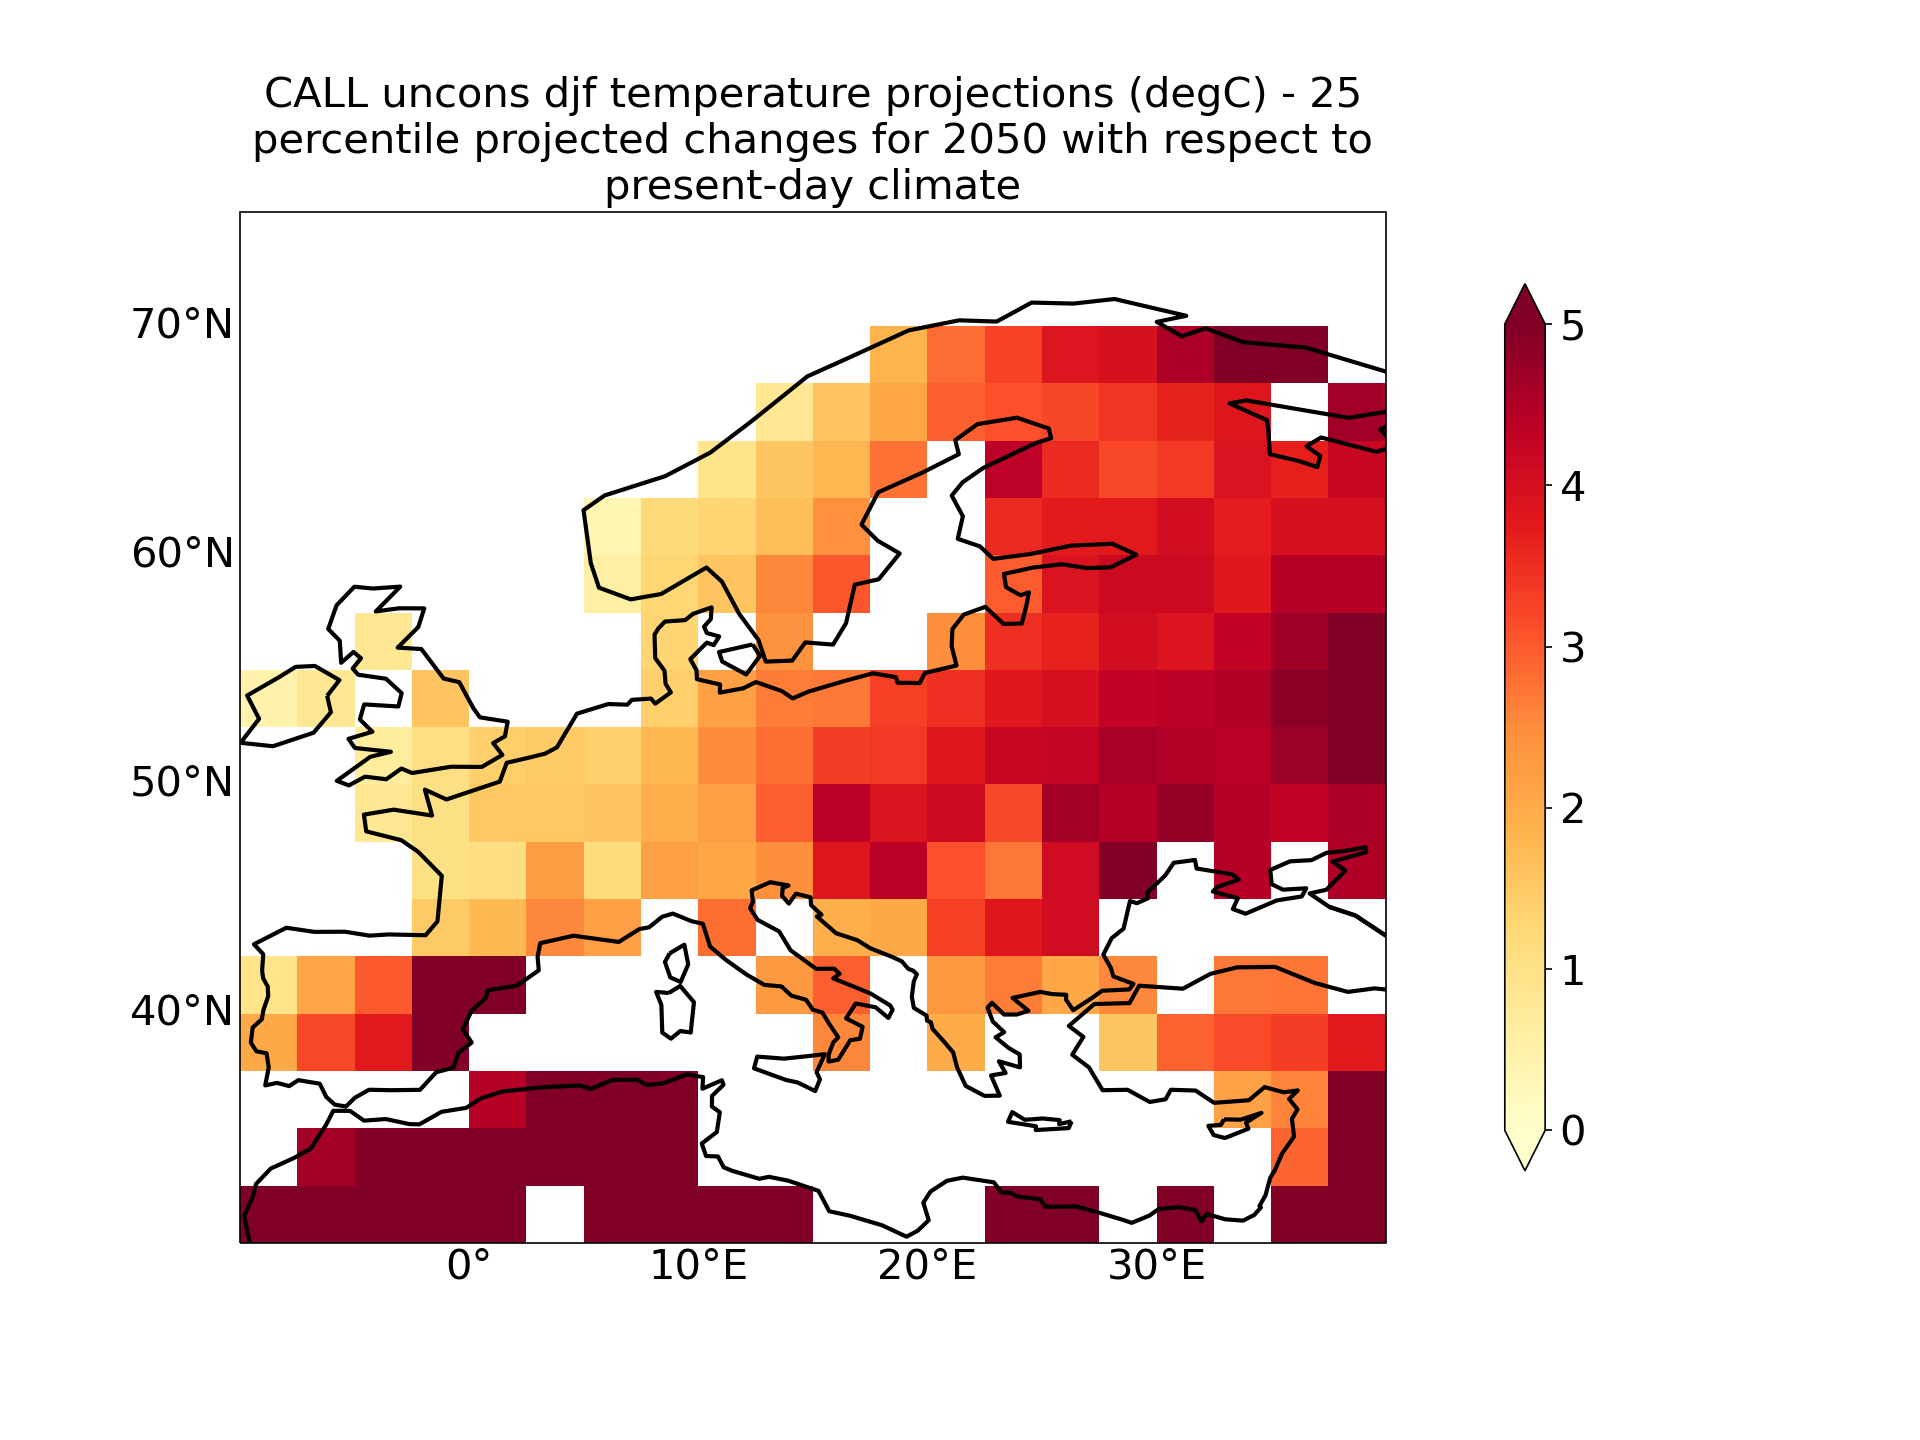 CALL uncons djf temperature projections (degC) - 25
percentile projected changes for 2050 with respect to
present-day climate
70°N
60°N
50°N
40°N
0°
10°E
20°E
30°E
5
4
3
2
1
0